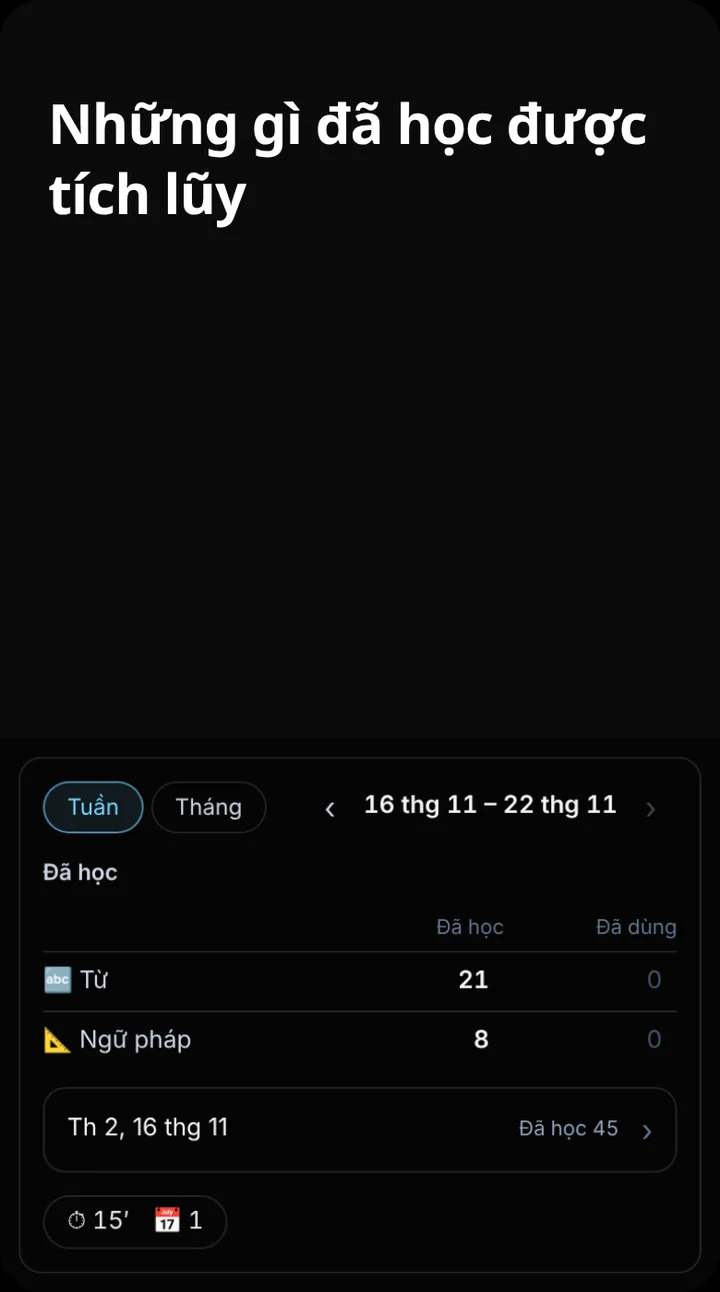 Những gì đã học được
tích lũy
Tuần Tháng ‹ 16 thg 11 – 22 thg 11 ›
Đã học
Đã học Đã dùng
🔤 Từ 21 0
📐 Ngữ pháp 8 0
Th 2, 16 thg 11 Đã học 45 ›
⏱ 15′ 📅 1